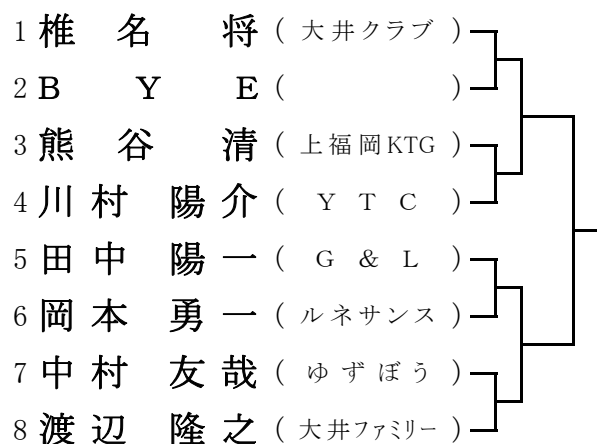 1 椎名 将 ( 大井クラブ )
2 B Y E ( )
3 熊谷 清 ( 上福岡KTG )
4 川村 陽介 ( Y T C )
5 田中 陽一 ( G & L )
6 岡本 勇一 ( ルネサンス )
7 中村 友哉 ( ゆずぼう )
8 渡辺 隆之 ( 大井ファミリー )